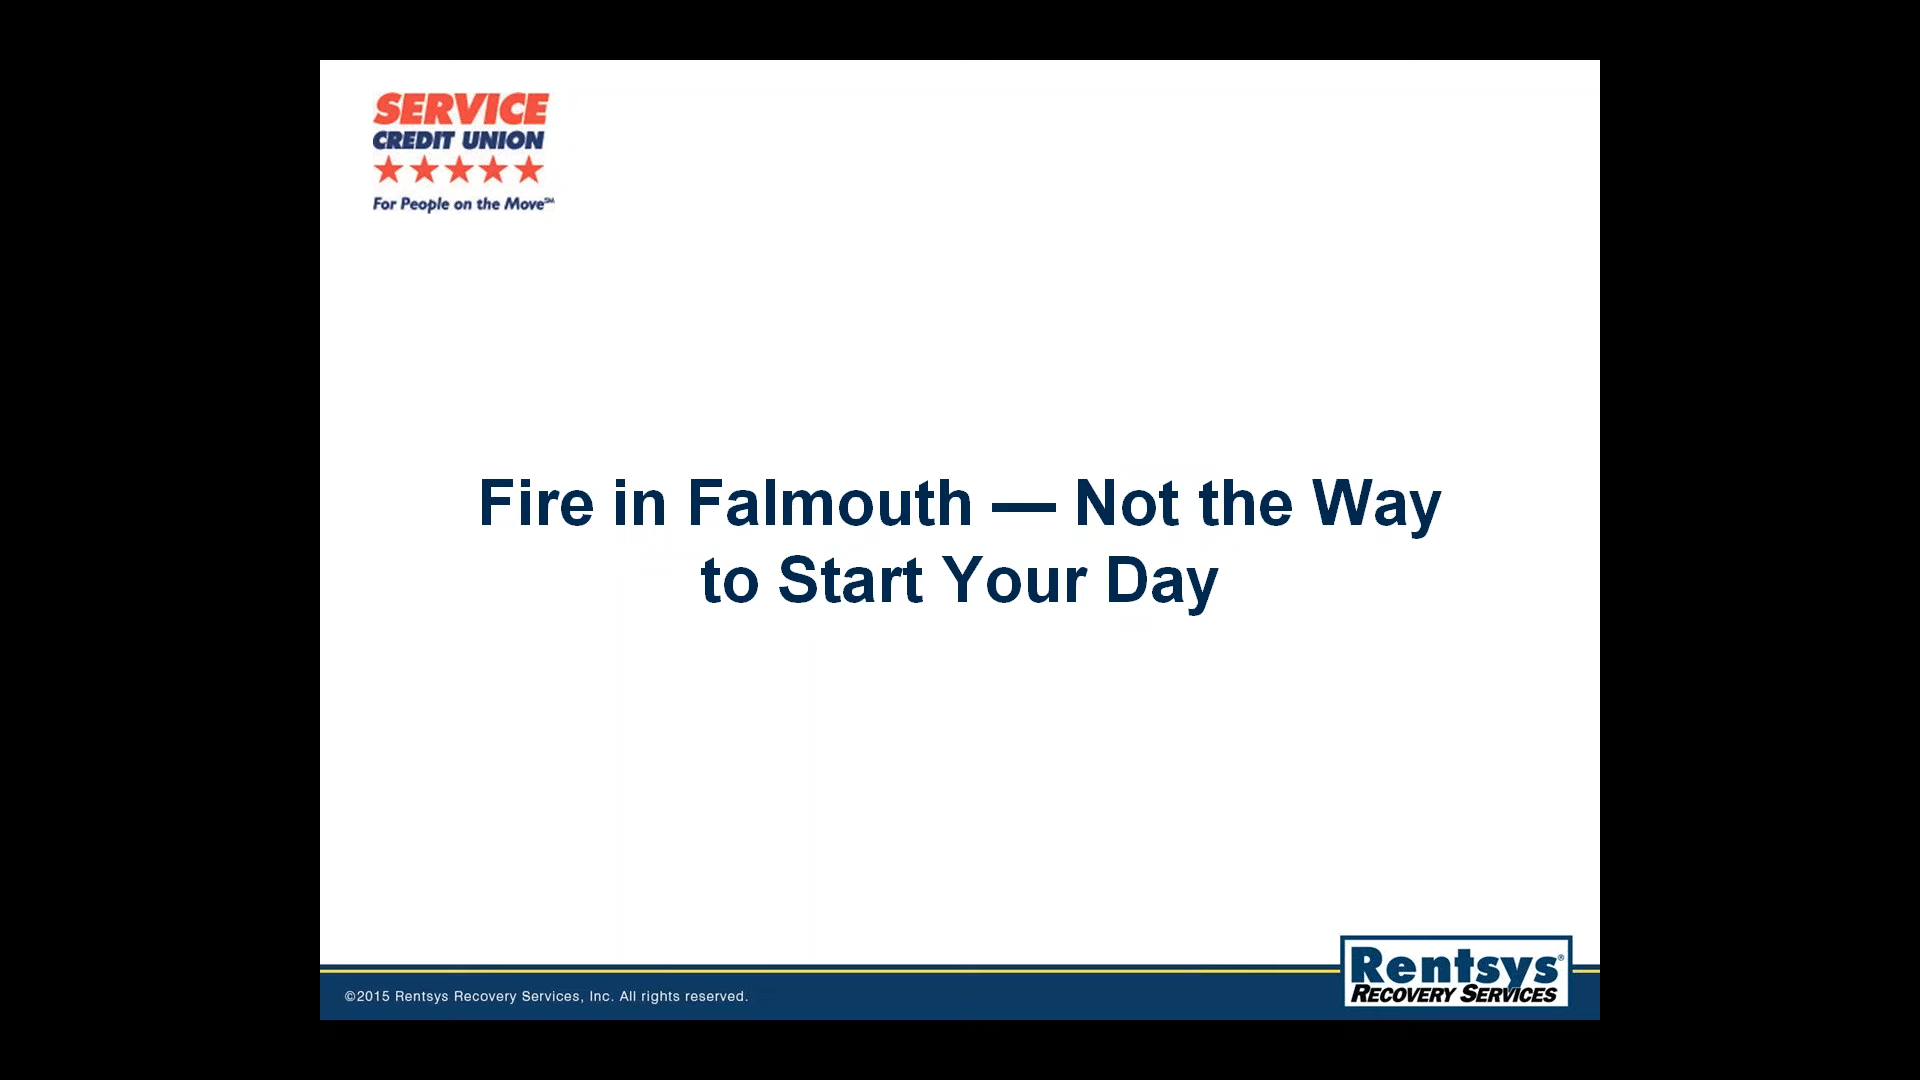 SERVICE
CREDIT UNION
For People on the Move℠
Fire in Falmouth — Not the Way
to Start Your Day
Rentsys®
RECOVERY SERVICES
©2015 Rentsys Recovery Services, Inc. All rights reserved.